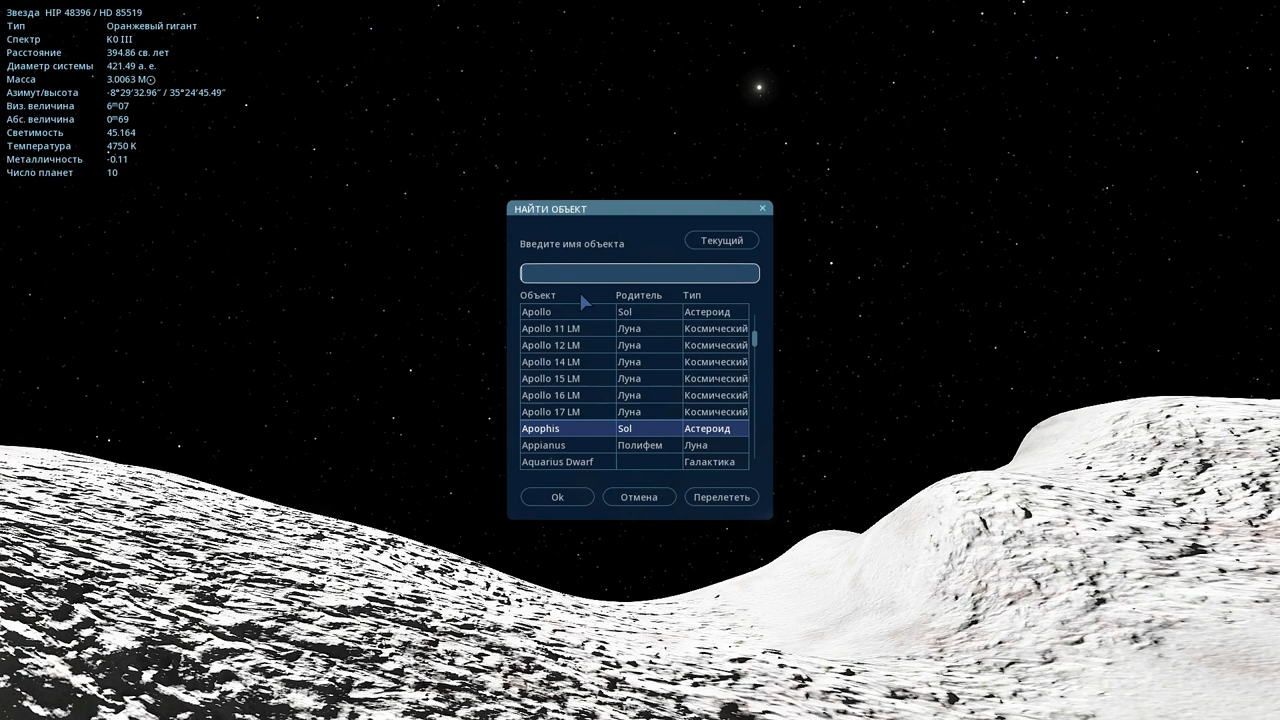 Звезда HIP 48396 / HD 85519
Тип Оранжевый гигант
Спектр K0 III
Расстояние 394.86 св. лет
Диаметр системы 421.49 а. е.
Масса 3.0063 M☉
Азимут/высота -8°29′32.96″ / 35°24′45.49″
Виз. величина 6ᵐ07
Абс. величина 0ᵐ69
Светимость 45.164
Температура 4750 K
Металличность -0.11
Число планет 10
НАЙТИ ОБЪЕКТ
Введите имя объекта Текущий
Объект Родитель Тип
Apollo Sol Астероид
Apollo 11 LM Луна Космический
Apollo 12 LM Луна Космический
Apollo 14 LM Луна Космический
Apollo 15 LM Луна Космический
Apollo 16 LM Луна Космический
Apollo 17 LM Луна Космический
Apophis Sol Астероид
Appianus Полифем Луна
Aquarius Dwarf Галактика
Ok Отмена Перелететь